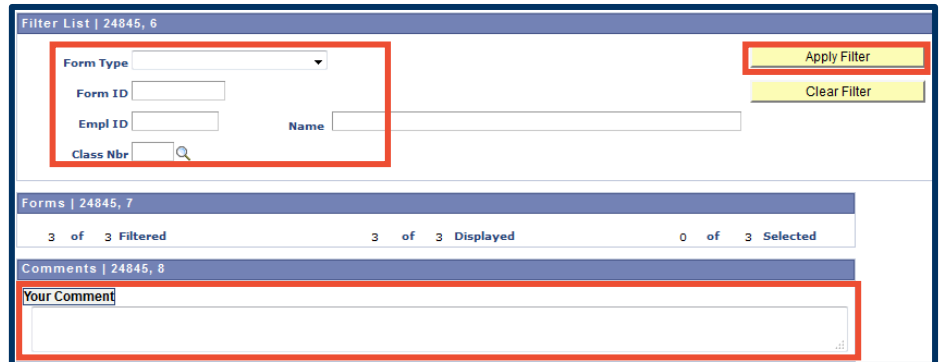 Filter List | 24845, 6
Form Type
Apply Filter
Form ID
Clear Filter
Empl ID Name
Class Nbr
Forms | 24845, 7
3 of 3 Filtered 3 of 3 Displayed 0 of 3 Selected
Comments | 24845, 8
Your Comment